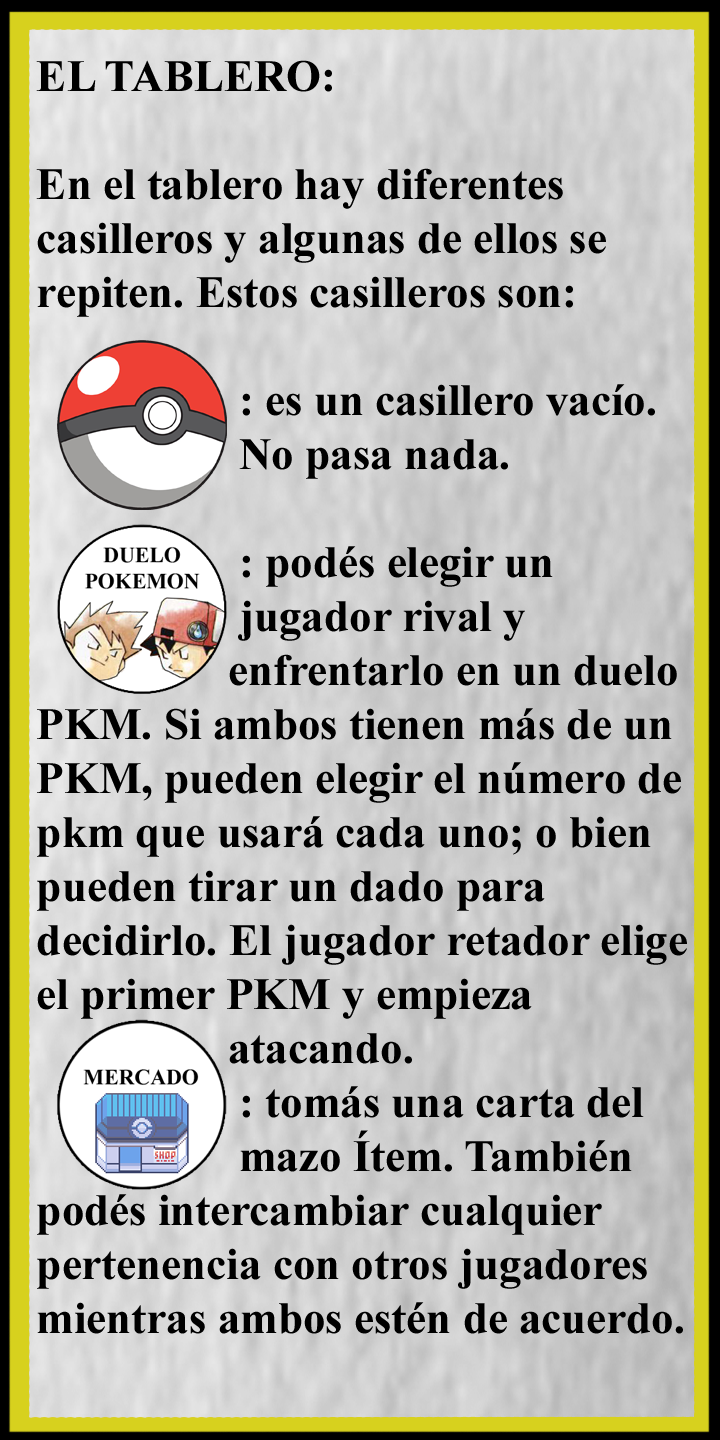 EL TABLERO:
En el tablero hay diferentes
casilleros y algunas de ellos se
repiten. Estos casilleros son:
: es un casillero vacío.
No pasa nada.
DUELO
POKEMON
: podés elegir un
jugador rival y
enfrentarlo en un duelo
PKM. Si ambos tienen más de un
PKM, pueden elegir el número de
pkm que usará cada uno; o bien
pueden tirar un dado para
decidirlo. El jugador retador elige
el primer PKM y empieza
atacando.
MERCADO
SHOP
: tomás una carta del
mazo Ítem. También
podés intercambiar cualquier
pertenencia con otros jugadores
mientras ambos estén de acuerdo.